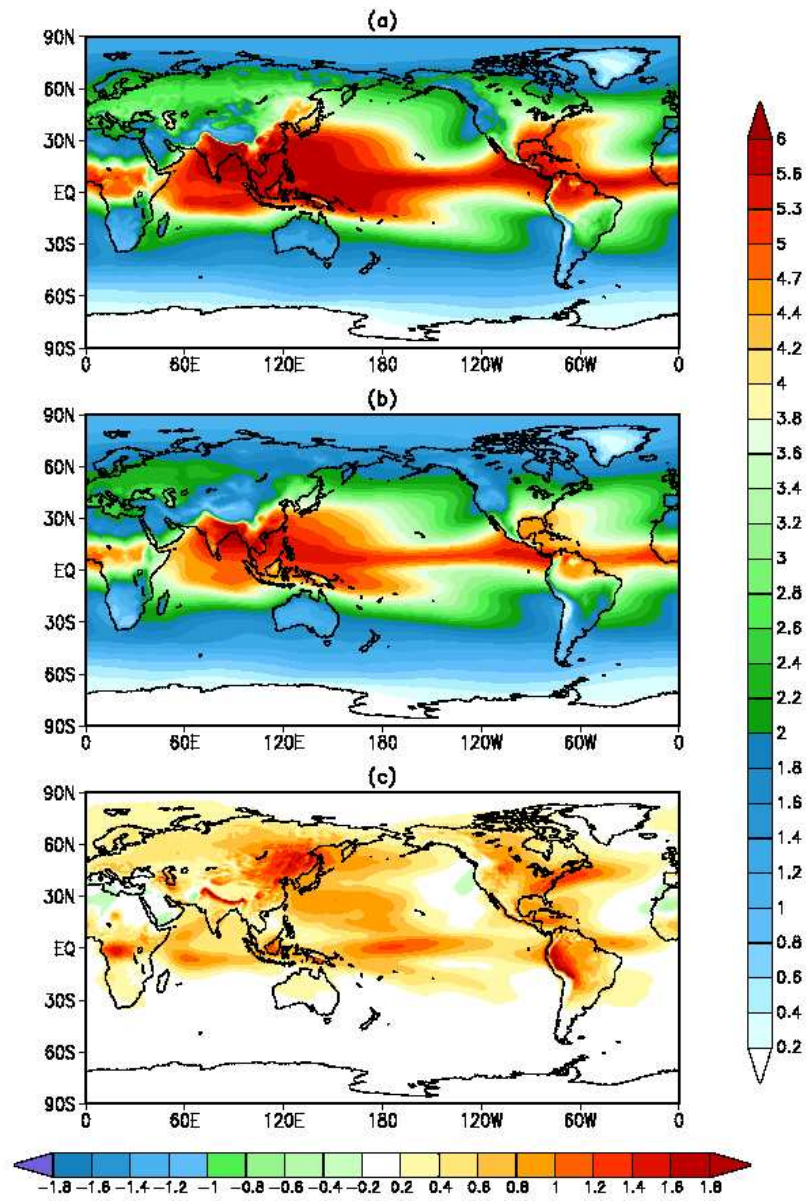 (a)
90N
60N
30N
EQ
30S
60S
90S
0 60E 120E 180 120W 60W 0
(b)
90N
60N
30N
EQ
30S
60S
90S
0 60E 120E 180 120W 60W 0
(c)
90N
60N
30N
EQ
30S
60S
90S
0 60E 120E 180 120W 60W 0
6
5.6
5.3
5
4.7
4.4
4.2
4
3.8
3.6
3.4
3.2
3
2.8
2.6
2.4
2.2
2
1.8
1.6
1.4
1.2
1
0.8
0.6
0.4
0.2
-1.8 -1.6 -1.4 -1.2 -1 -0.8 -0.6 -0.4 -0.2 0.2 0.4 0.6 0.8 1 1.2 1.4 1.6 1.8